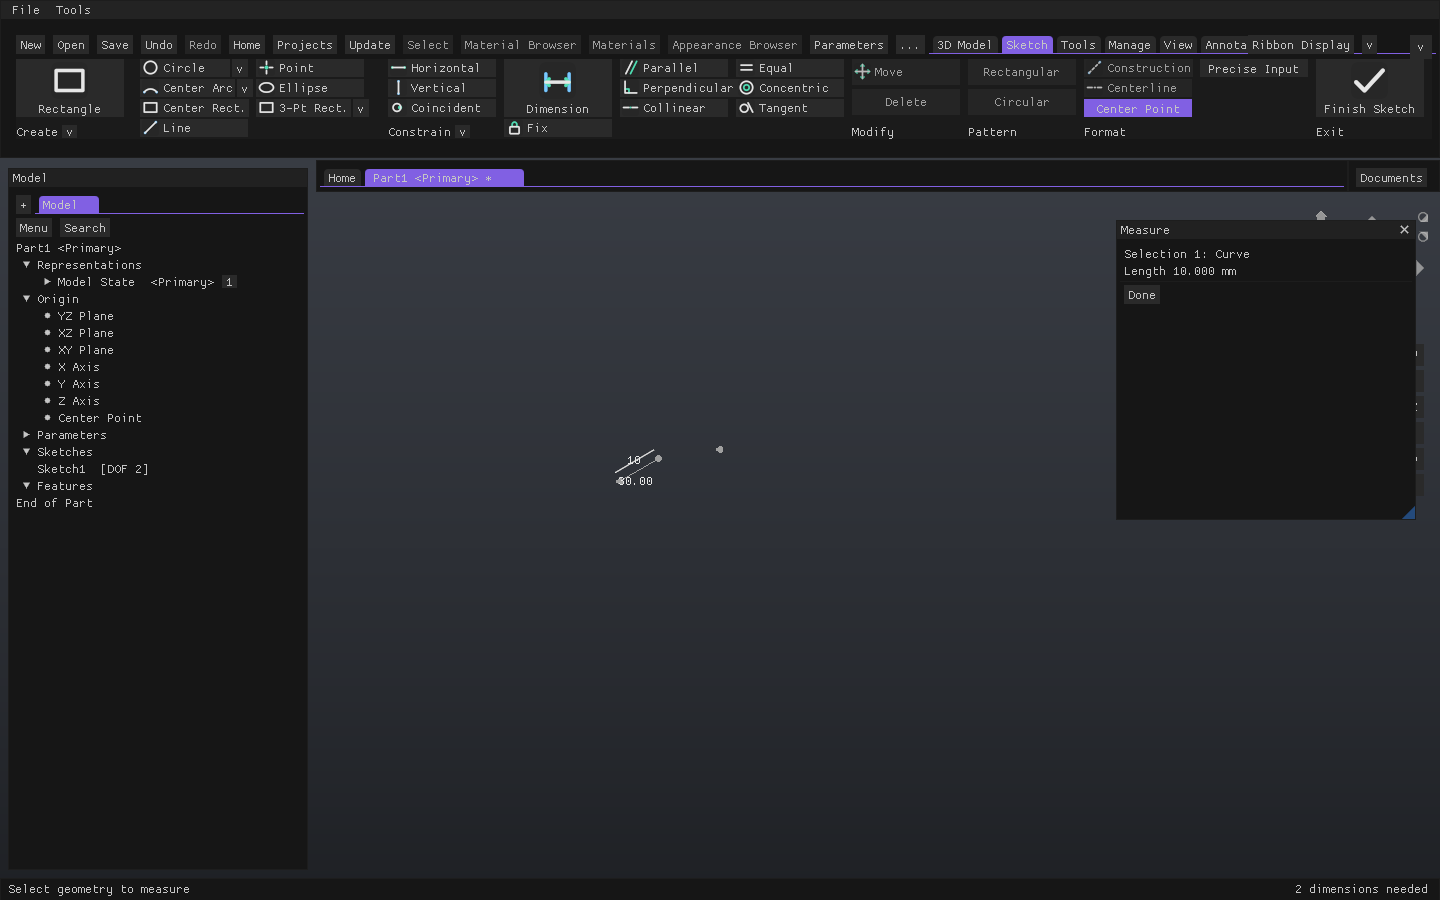 File Tools
New Open Save Undo Redo Home Projects Update Select Material Browser Materials Appearance Browser Parameters ... 3D Model Sketch Tools Manage View Annota Ribbon Display v v
Rectangle
Create v
Circle v
Center Arc v
Center Rect.
Line
Point
Ellipse
3-Pt Rect. v
Horizontal
Vertical
Coincident
Constrain v
Dimension
Fix
Parallel
Perpendicular
Collinear
Equal
Concentric
Tangent
Move
Delete
Modify
Rectangular
Circular
Pattern
Construction
Centerline
Center Point
Format
Precise Input
Finish Sketch
Exit
Model
+ Model
Menu Search
Part1 <Primary>
Representations
Model State <Primary> 1
Origin
YZ Plane
XZ Plane
XY Plane
X Axis
Y Axis
Z Axis
Center Point
Parameters
Sketches
Sketch1 [DOF 2]
Features
End of Part
Home Part1 <Primary> * Documents
10
Measure
Selection 1: Curve
Length 10.000 mm
Done
Select geometry to measure
2 dimensions needed